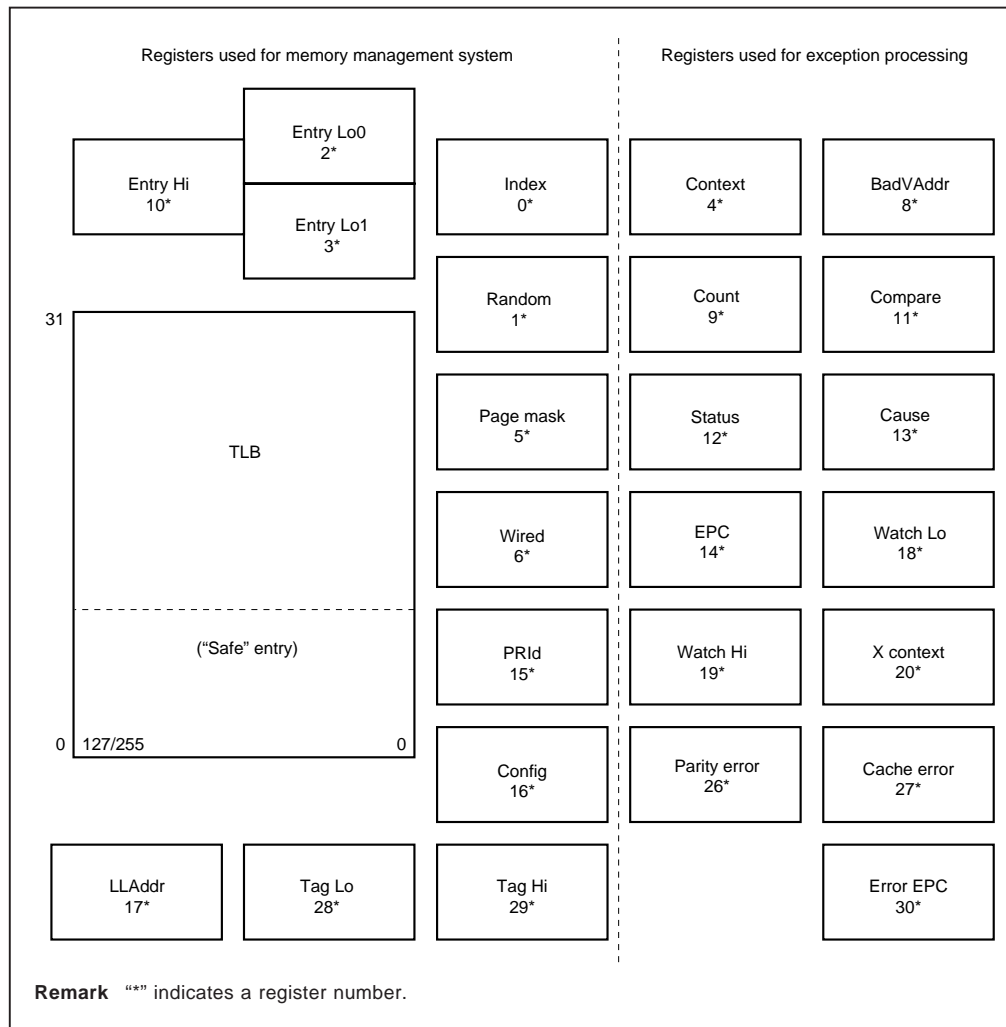 Registers used for memory management system
Registers used for exception processing
Entry Lo0
2*
Entry Hi
10*
Entry Lo1
3*
Index
0*
Context
4*
BadVAddr
8*
Random
1*
Count
9*
Compare
11*
31
TLB
Page mask
5*
Status
12*
Cause
13*
Wired
6*
EPC
14*
Watch Lo
18*
(“Safe” entry)
PRId
15*
Watch Hi
19*
X context
20*
0
127/255
0
Config
16*
Parity error
26*
Cache error
27*
LLAddr
17*
Tag Lo
28*
Tag Hi
29*
Error EPC
30*
Remark “*” indicates a register number.